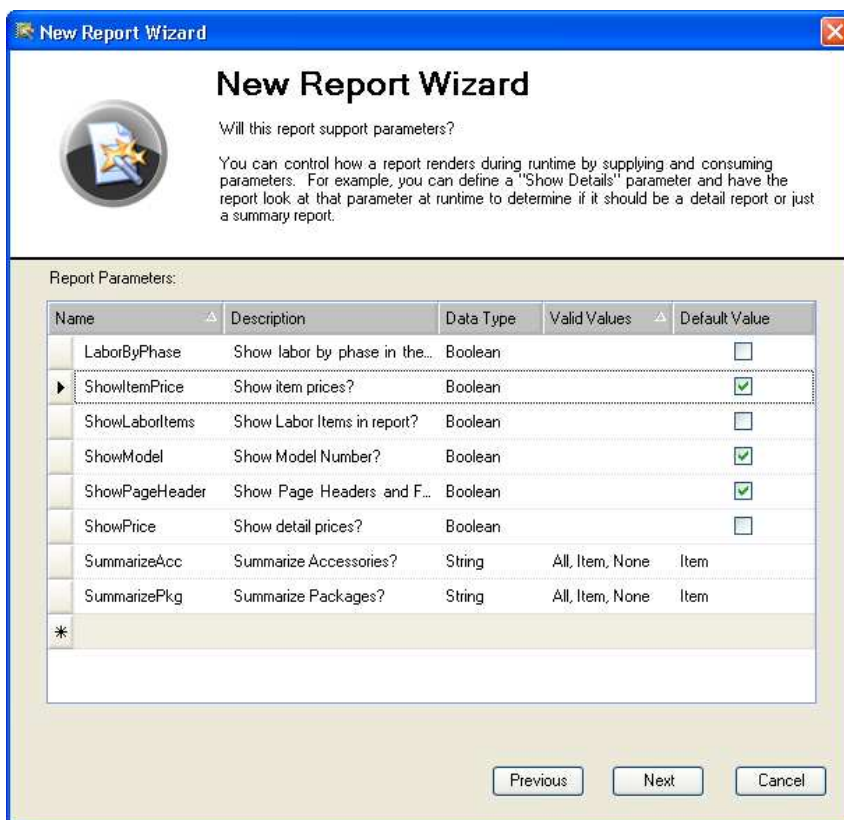 New Report Wizard
New Report Wizard
Will this report support parameters?
You can control how a report renders during runtime by supplying and consuming
parameters. For example, you can define a "Show Details" parameter and have the
report look at that parameter at runtime to determine if it should be a detail report or just
a summary report.
Report Parameters:
Name Description Data Type Valid Values Default Value
LaborByPhase Show labor by phase in the... Boolean
ShowItemPrice Show item prices? Boolean
ShowLaborItems Show Labor Items in report? Boolean
ShowModel Show Model Number? Boolean
ShowPageHeader Show Page Headers and F... Boolean
ShowPrice Show detail prices? Boolean
SummarizeAcc Summarize Accessories? String All, Item, None Item
SummarizePkg Summarize Packages? String All, Item, None Item
Previous Next Cancel